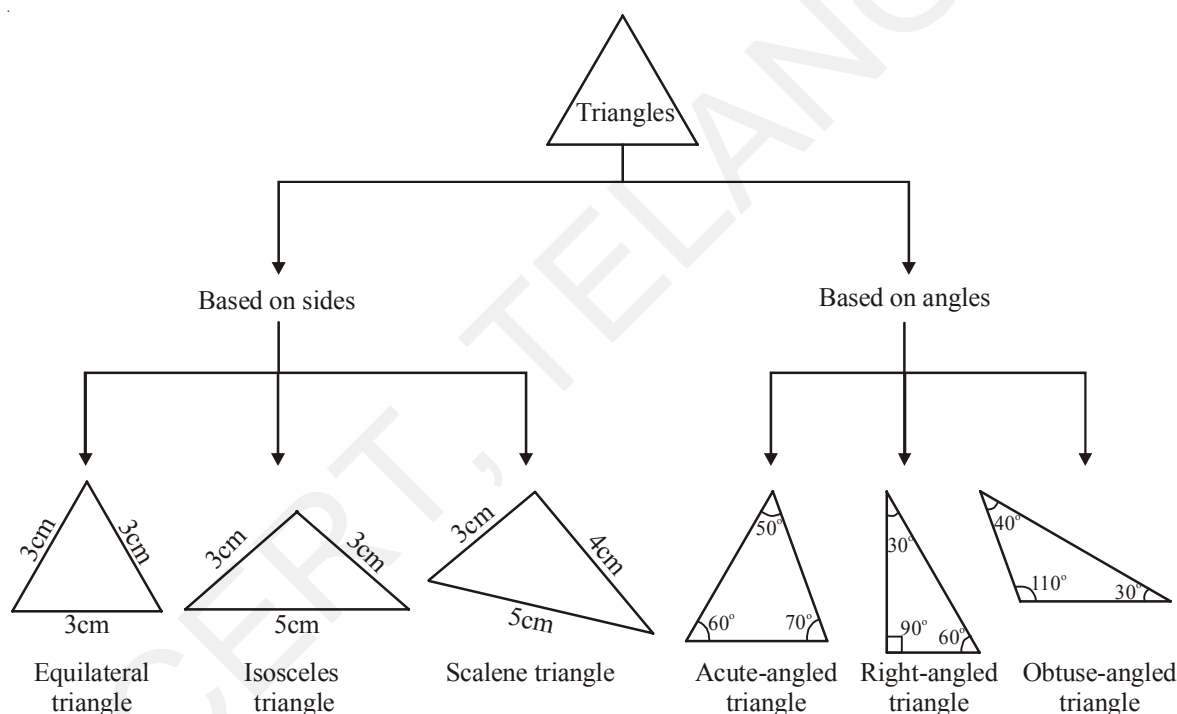 Triangles
Based on sides
Based on angles
3cm
3cm
3cm
Equilateral
triangle
3cm
3cm
5cm
Isosceles
triangle
3cm
4cm
5cm
Scalene triangle
50°
60°
70°
Acute-angled
triangle
30°
90°
60°
Right-angled
triangle
40°
110°
30°
Obtuse-angled
triangle
CERT, TELANG